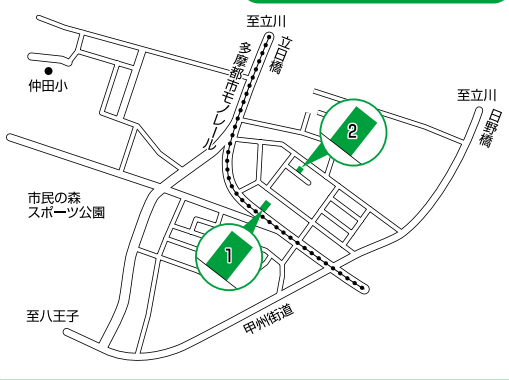 至立川
立日橋
多摩都市モノレール
仲田小
2
至立川
日野橋
市民の森
スポーツ公園
1
至八王子
甲州街道